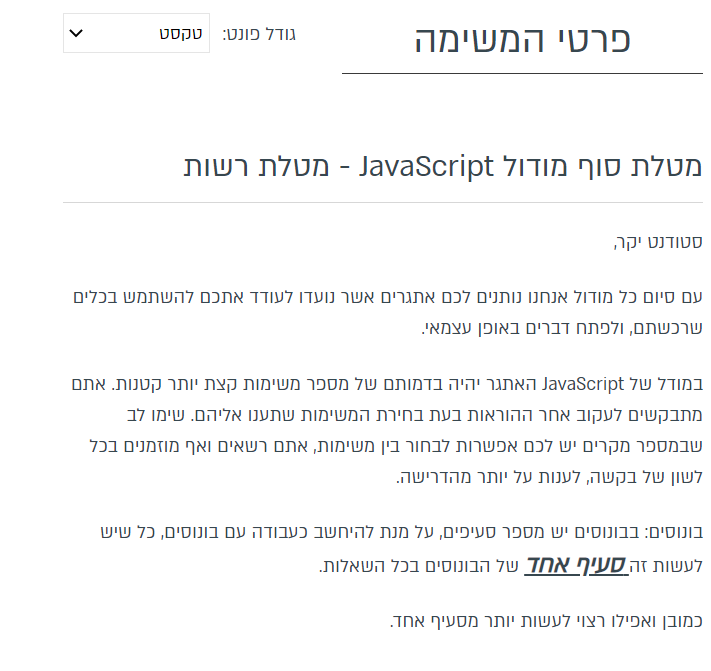 פרטי המשימה
גודל פונט: טקסט
מטלת סוף מודול JavaScript - מטלת רשות
סטודנט יקר,
עם סיום כל מודול אנחנו נותנים לכם אתגרים אשר נועדו לעודד אתכם להשתמש בכלים
שרכשתם, ולפתח דברים באופן עצמאי.
במודל של JavaScript האתגר יהיה בדמותם של מספר משימות קצת יותר קטנות. אתם
מתבקשים לעקוב אחר ההוראות בעת בחירת המשימות שתענו אליהם. שימו לב
שבמספר מקרים יש לכם אפשרות לבחור בין משימות, אתם רשאים ואף מוזמנים בכל
לשון של בקשה, לענות על יותר מהדרישה.
בונוסים: בבונוסים יש מספר סעיפים, על מנת להיחשב כעבודה עם בונוסים, כל שיש
לעשות זה סעיף אחד של הבונוסים בכל השאלות.
כמובן ואפילו רצוי לעשות יותר מסעיף אחד.